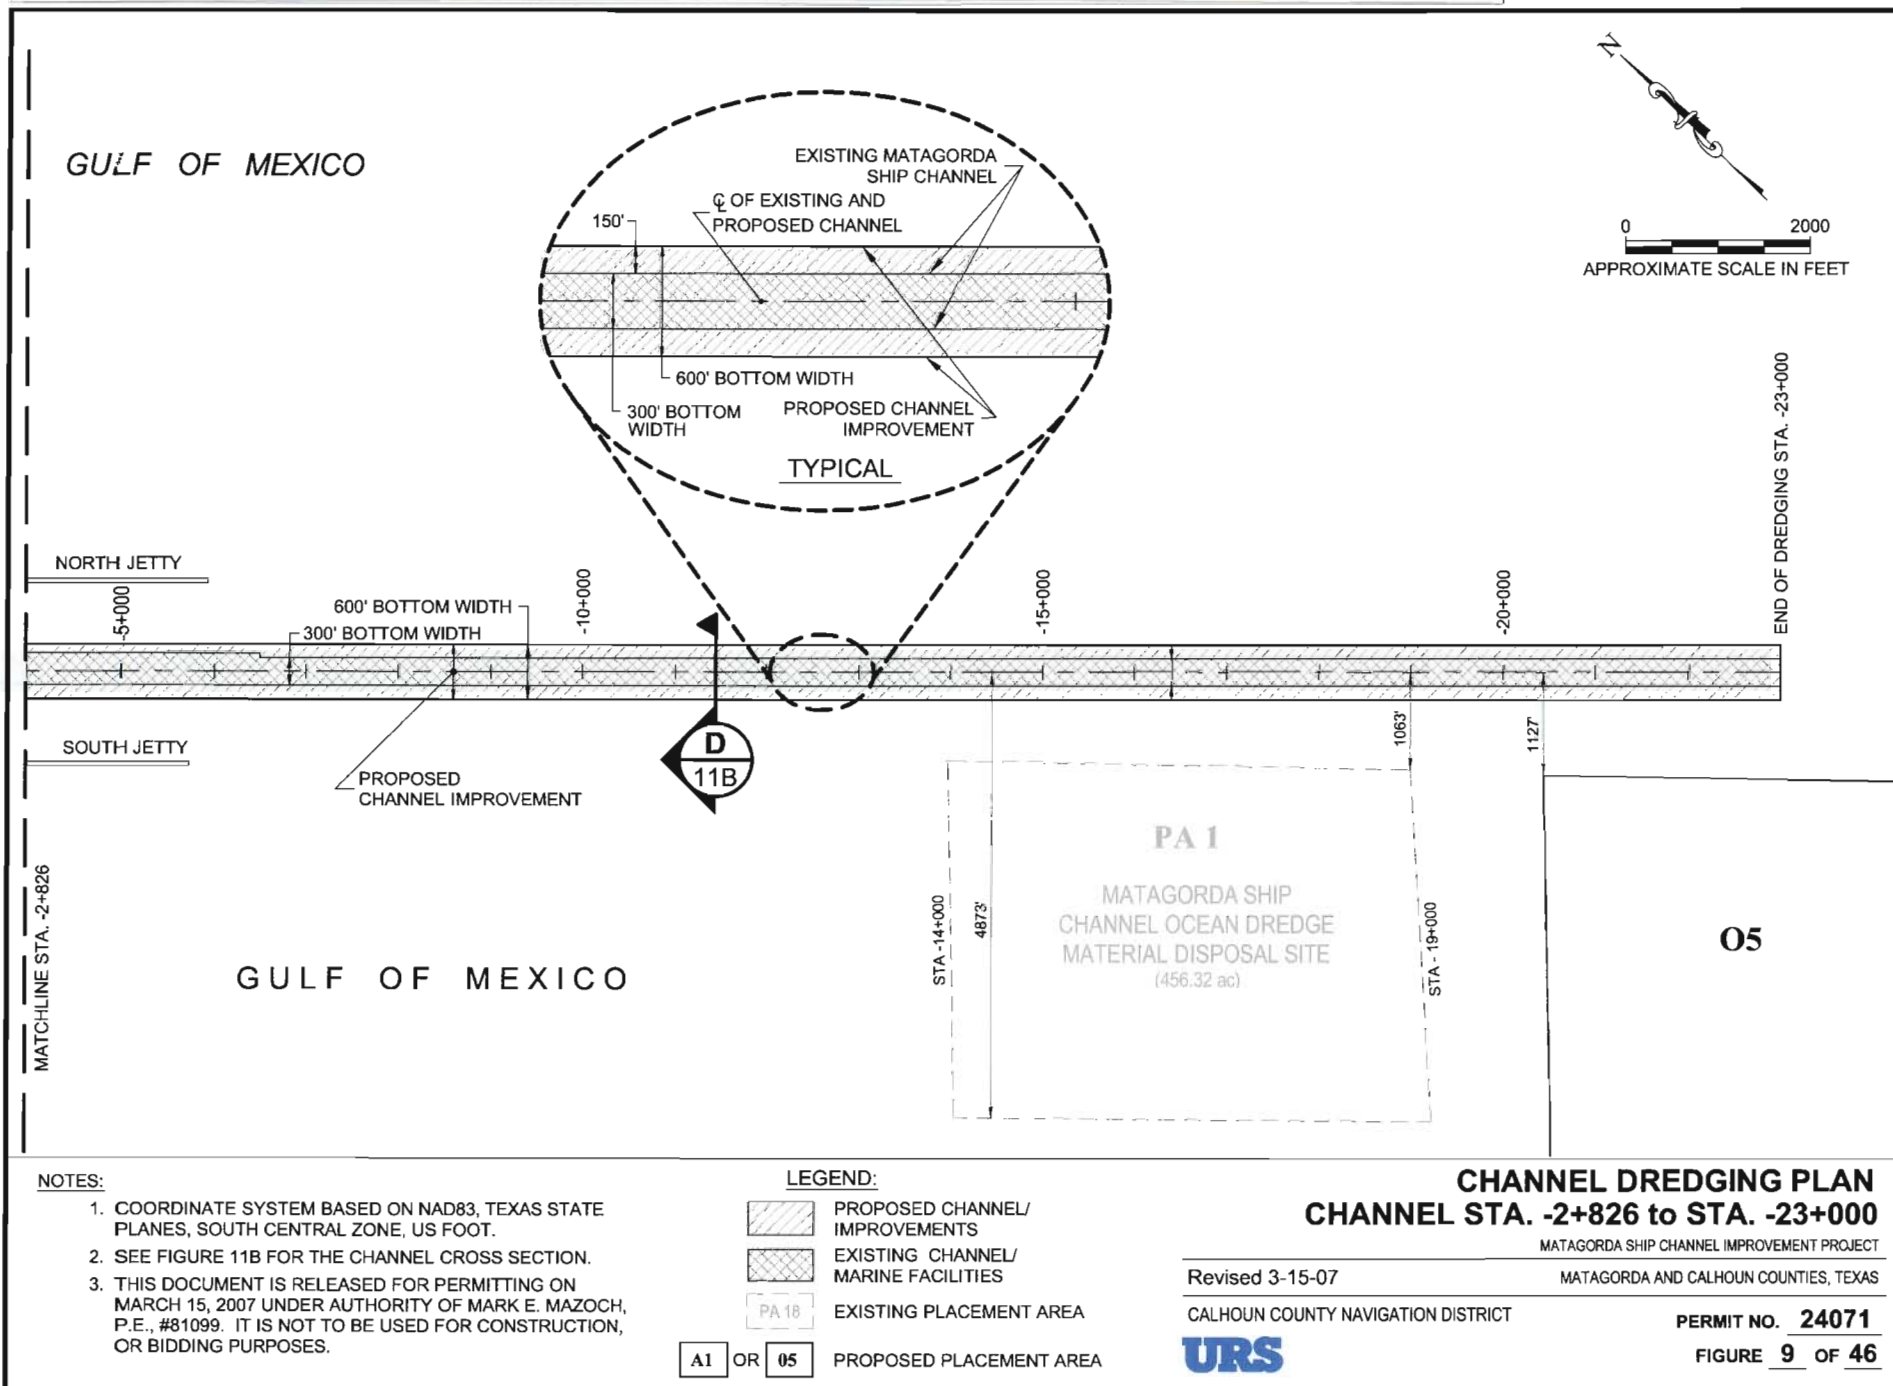 GULF OF MEXICO
N
0 2000
APPROXIMATE SCALE IN FEET
EXISTING MATAGORDA
SHIP CHANNEL
℄ OF EXISTING AND
PROPOSED CHANNEL
150'
600' BOTTOM WIDTH
300' BOTTOM
WIDTH
PROPOSED CHANNEL
IMPROVEMENT
TYPICAL
END OF DREDGING STA. -23+000
NORTH JETTY
-5+000
600' BOTTOM WIDTH
300' BOTTOM WIDTH
-10+000
-15+000
-20+000
SOUTH JETTY
PROPOSED
CHANNEL IMPROVEMENT
D
11B
1063'
1127'
MATCHLINE STA. -2+826
GULF OF MEXICO
STA -14+000
4873'
PA 1
MATAGORDA SHIP
CHANNEL OCEAN DREDGE
MATERIAL DISPOSAL SITE
(456.32 ac)
STA - 19+000
O5
NOTES:
1. COORDINATE SYSTEM BASED ON NAD83, TEXAS STATE
PLANES, SOUTH CENTRAL ZONE, US FOOT.
2. SEE FIGURE 11B FOR THE CHANNEL CROSS SECTION.
3. THIS DOCUMENT IS RELEASED FOR PERMITTING ON
MARCH 15, 2007 UNDER AUTHORITY OF MARK E. MAZOCH,
P.E., #81099. IT IS NOT TO BE USED FOR CONSTRUCTION,
OR BIDDING PURPOSES.
LEGEND:
PROPOSED CHANNEL/
IMPROVEMENTS
EXISTING CHANNEL/
MARINE FACILITIES
PA 18 EXISTING PLACEMENT AREA
A1 OR 05 PROPOSED PLACEMENT AREA
CHANNEL DREDGING PLAN
CHANNEL STA. -2+826 to STA. -23+000
MATAGORDA SHIP CHANNEL IMPROVEMENT PROJECT
Revised 3-15-07 MATAGORDA AND CALHOUN COUNTIES, TEXAS
CALHOUN COUNTY NAVIGATION DISTRICT
URS
PERMIT NO. 24071
FIGURE 9 OF 46